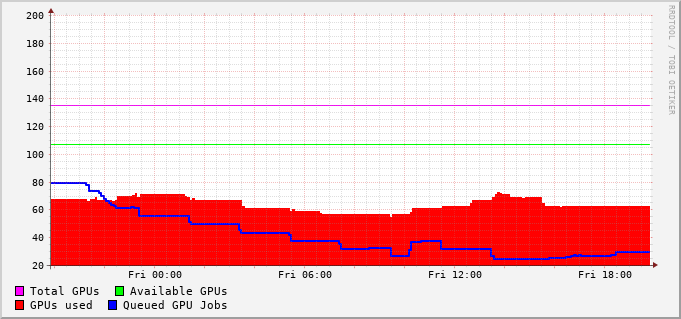 200
180
160
140
120
100
80
60
40
20
Fri 00:00 Fri 06:00 Fri 12:00 Fri 18:00
Total GPUs Available GPUs
GPUs used Queued GPU Jobs
RRDTOOL / TOBI OETIKER